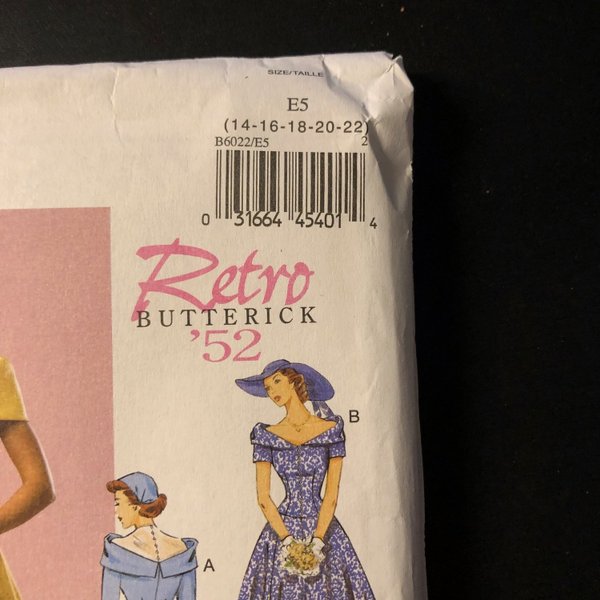 SIZE/TAILLE
E5
(14-16-18-20-22)
B6022/E5 2
0 31664 45401 4
Retro
BUTTERICK
'52
B
A